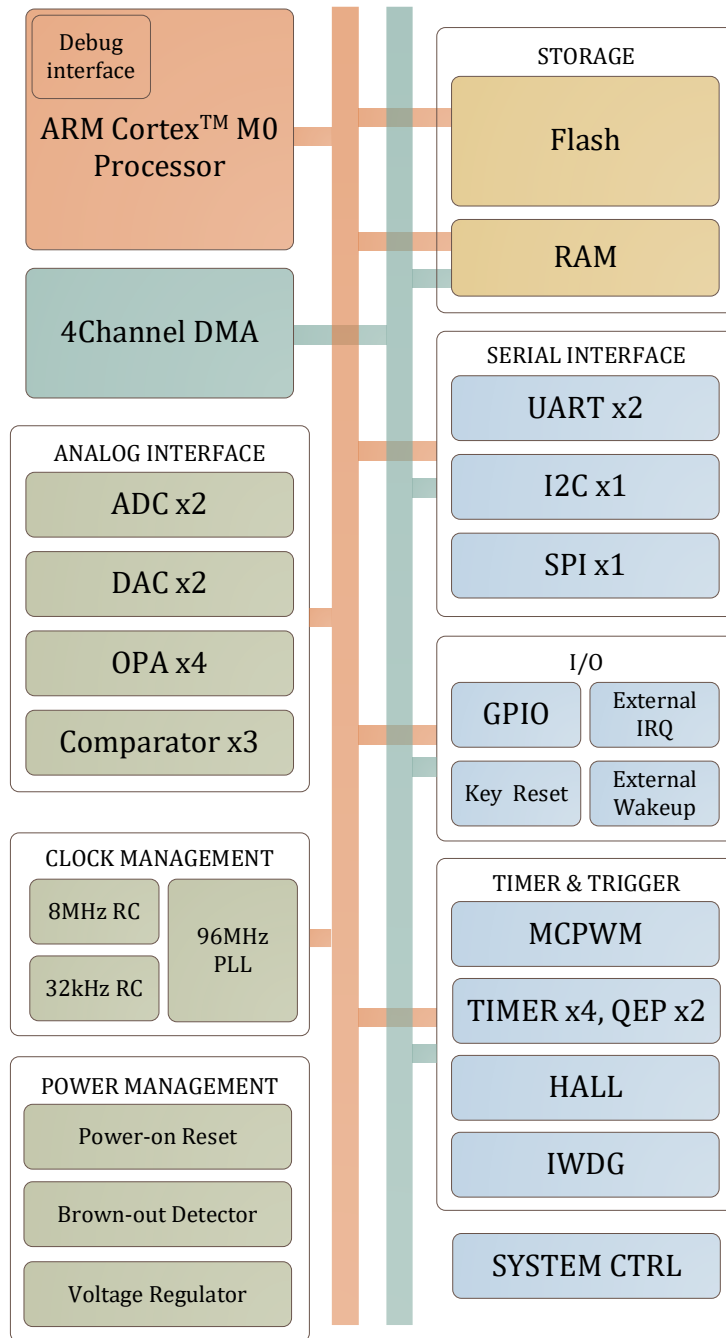 Debug
interface
ARM Cortex™ M0
Processor
4Channel DMA
ANALOG INTERFACE
ADC x2
DAC x2
OPA x4
Comparator x3
CLOCK MANAGEMENT
8MHz RC
32kHz RC
96MHz
PLL
POWER MANAGEMENT
Power-on Reset
Brown-out Detector
Voltage Regulator
STORAGE
Flash
RAM
SERIAL INTERFACE
UART x2
I2C x1
SPI x1
I/O
GPIO
External
IRQ
Key Reset
External
Wakeup
TIMER & TRIGGER
MCPWM
TIMER x4, QEP x2
HALL
IWDG
SYSTEM CTRL